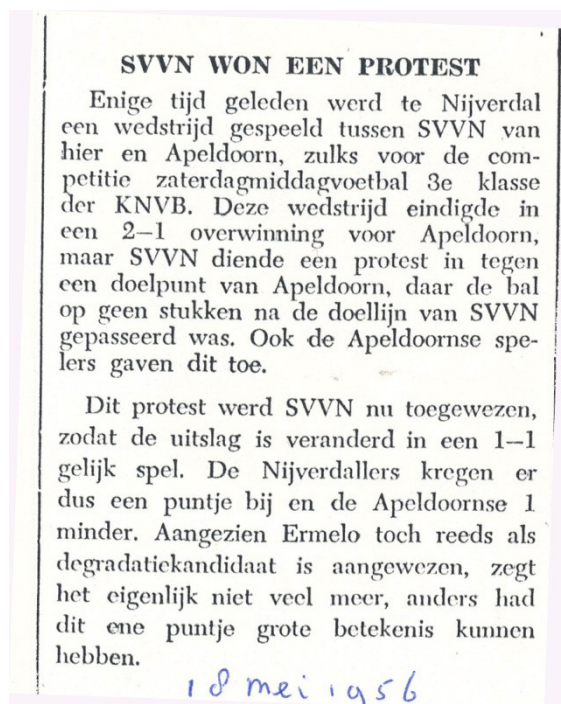 SVVN WON EEN PROTEST
Enige tijd geleden werd te Nijverdal
een wedstrijd gespeeld tussen SVVN van
hier en Apeldoorn, zulks voor de com-
petitie zaterdagmiddagvoetbal 3e klasse
der KNVB. Deze wedstrijd eindigde in
een 2—1 overwinning voor Apeldoorn,
maar SVVN diende een protest in tegen
een doelpunt van Apeldoorn, daar de bal
op geen stukken na de doellijn van SVVN
gepasseerd was. Ook de Apeldoornse spe-
lers gaven dit toe.
Dit protest werd SVVN nu toegewezen,
zodat de uitslag is veranderd in een 1—1
gelijk spel. De Nijverdallers kregen er
dus een puntje bij en de Apeldoornse 1
minder. Aangezien Ermelo toch reeds als
degradatiekandidaat is aangewezen, zegt
het eigenlijk niet veel meer, anders had
dit ene puntje grote betekenis kunnen
hebben.
18 mei 1956